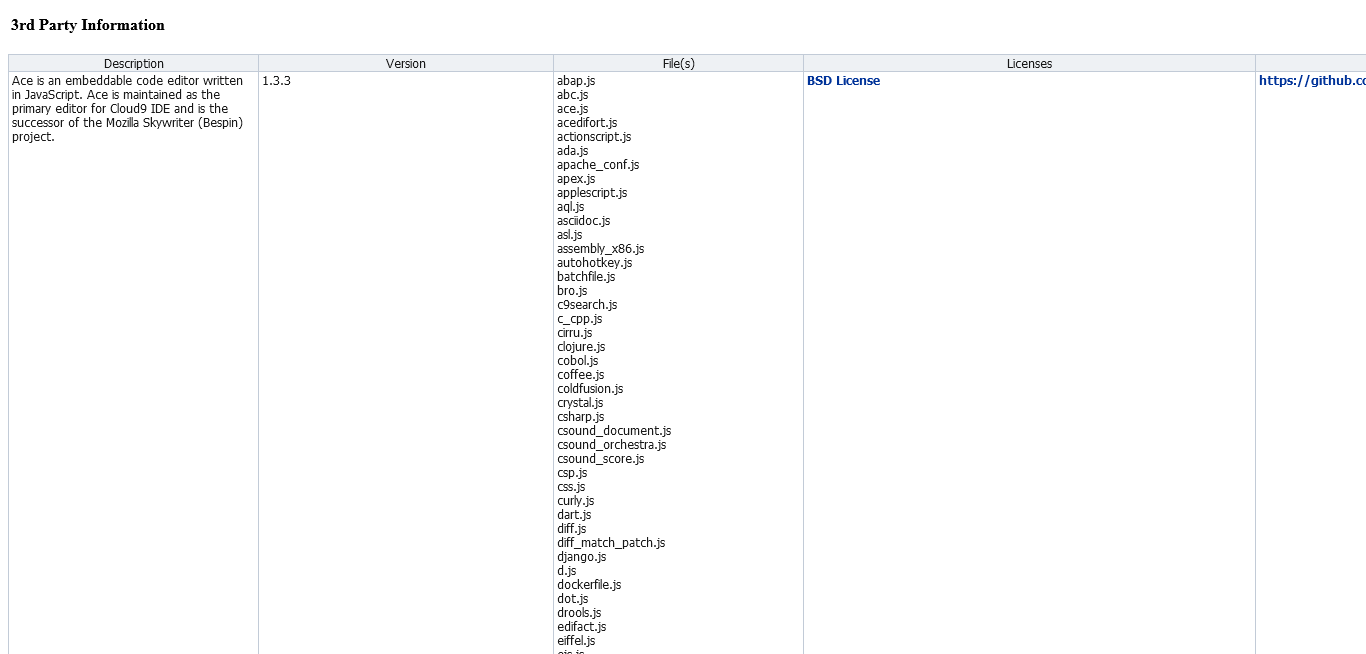 3rd Party Information
Description Version File(s) Licenses
Ace is an embeddable code editor written
in JavaScript. Ace is maintained as the
primary editor for Cloud9 IDE and is the
successor of the Mozilla Skywriter (Bespin)
project.
1.3.3
abap.js
abc.js
ace.js
acedifort.js
actionscript.js
ada.js
apache_conf.js
apex.js
applescript.js
aql.js
asciidoc.js
asl.js
assembly_x86.js
autohotkey.js
batchfile.js
bro.js
c9search.js
c_cpp.js
cirru.js
clojure.js
cobol.js
coffee.js
coldfusion.js
crystal.js
csharp.js
csound_document.js
csound_orchestra.js
csound_score.js
csp.js
css.js
curly.js
dart.js
diff.js
diff_match_patch.js
django.js
d.js
dockerfile.js
dot.js
drools.js
edifact.js
eiffel.js
BSD License
https://github.co